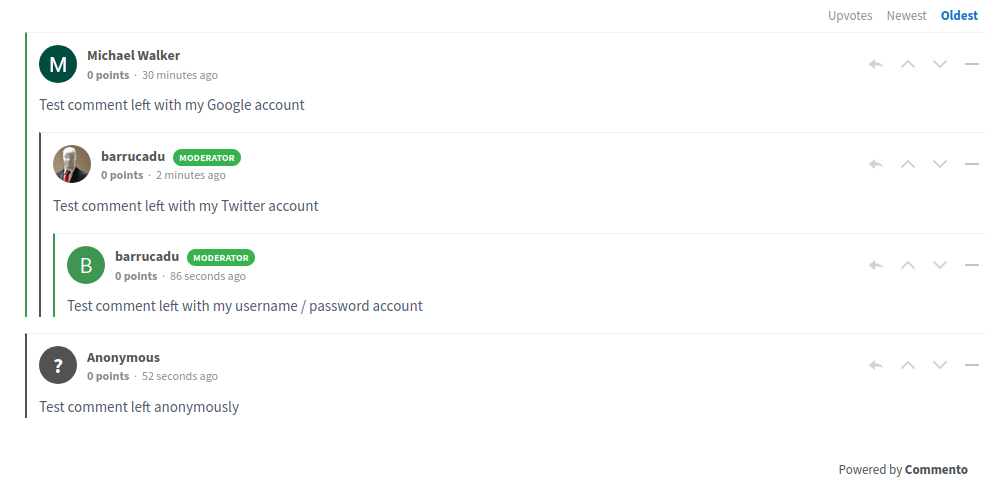 Upvotes Newest Oldest
M Michael Walker
0 points · 30 minutes ago
Test comment left with my Google account
barrucadu MODERATOR
0 points · 2 minutes ago
Test comment left with my Twitter account
B barrucadu MODERATOR
0 points · 86 seconds ago
Test comment left with my username / password account
? Anonymous
0 points · 52 seconds ago
Test comment left anonymously
Powered by Commento